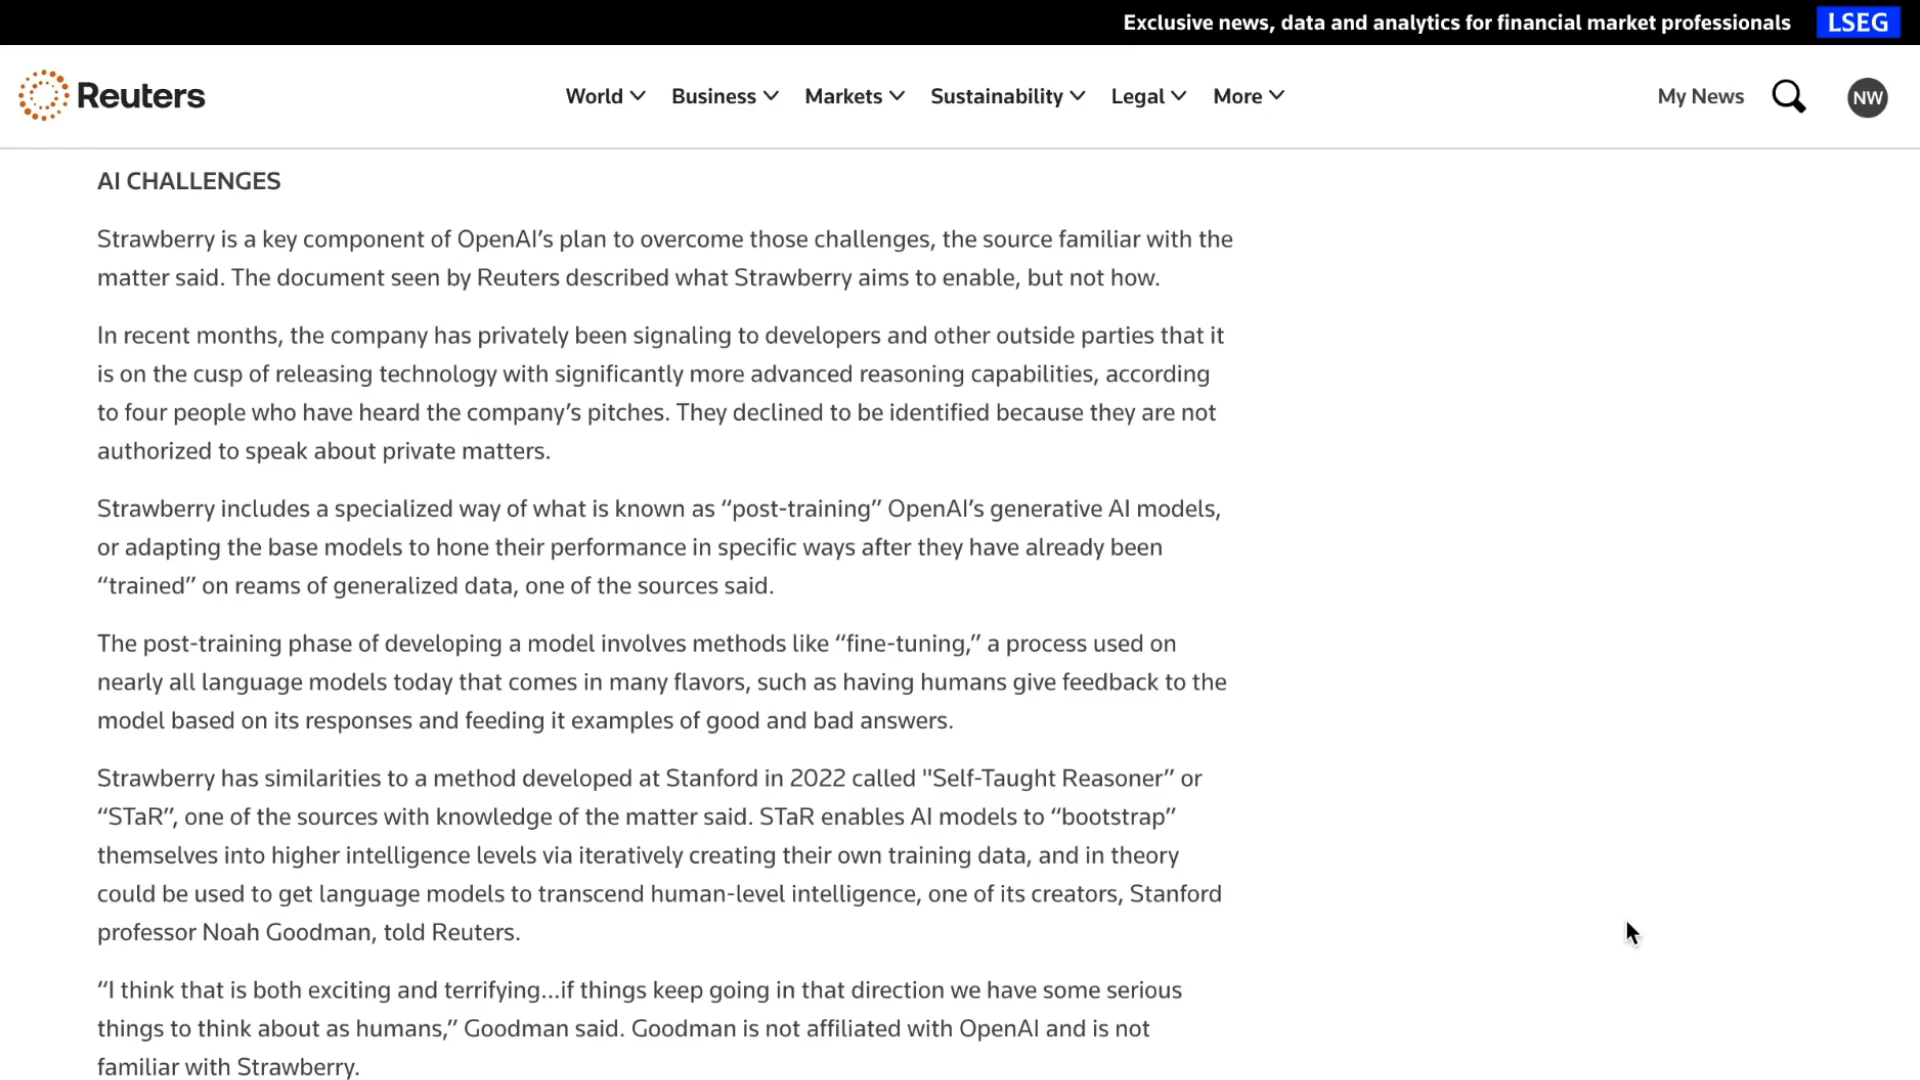 Exclusive news, data and analytics for financial market professionals LSEG
Reuters World Business Markets Sustainability Legal More My News NW
AI CHALLENGES
Strawberry is a key component of OpenAI’s plan to overcome those challenges, the source familiar with the
matter said. The document seen by Reuters described what Strawberry aims to enable, but not how.
In recent months, the company has privately been signaling to developers and other outside parties that it
is on the cusp of releasing technology with significantly more advanced reasoning capabilities, according
to four people who have heard the company’s pitches. They declined to be identified because they are not
authorized to speak about private matters.
Strawberry includes a specialized way of what is known as “post-training” OpenAI’s generative AI models,
or adapting the base models to hone their performance in specific ways after they have already been
“trained” on reams of generalized data, one of the sources said.
The post-training phase of developing a model involves methods like “fine-tuning,” a process used on
nearly all language models today that comes in many flavors, such as having humans give feedback to the
model based on its responses and feeding it examples of good and bad answers.
Strawberry has similarities to a method developed at Stanford in 2022 called "Self-Taught Reasoner” or
“STaR”, one of the sources with knowledge of the matter said. STaR enables AI models to “bootstrap”
themselves into higher intelligence levels via iteratively creating their own training data, and in theory
could be used to get language models to transcend human-level intelligence, one of its creators, Stanford
professor Noah Goodman, told Reuters.
“I think that is both exciting and terrifying…if things keep going in that direction we have some serious
things to think about as humans,” Goodman said. Goodman is not affiliated with OpenAI and is not
familiar with Strawberry.